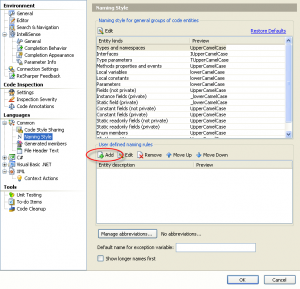 Environment
General
Editor
Search & Navigation
IntelliSense
General
Completion Behavior
Completion Appearance
Parameter Info
Connection Settings
ReSharper Feedback
Code Inspection
Settings
Inspection Severity
Code Annotations
Languages
Common
Code Style Sharing
Naming Style
Generated members
File Header Text
C#
Visual Basic .NET
XML
Context Actions
Tools
Unit Testing
To-do Items
Code Cleanup
Naming Style
Naming style for general groups of code entities
Edit Restore Defaults
Entity kinds Preview
Types and namespaces UpperCamelCase
Interfaces IUpperCamelCase
Type parameters TUpperCamelCase
Methods properties and events UpperCamelCase
Local variables lowerCamelCase
Local constants lowerCamelCase
Parameters lowerCamelCase
Fields (not private) UpperCamelCase
Instance fields (private) _lowerCamelCase
Static field (private) _lowerCamelCase
Constant fields (not private) UpperCamelCase
Constant fields (private) UpperCamelCase
Static readonly fields (not private) UpperCamelCase
Static readonly fields (private) UpperCamelCase
Enum members UpperCamelCase
User defined naming rules
Add Edit Remove Move Up Move Down
Entity description Preview
Manage abbreviations... No abbreviations...
Default name for exception variable:
Show longer names first
OK Cancel